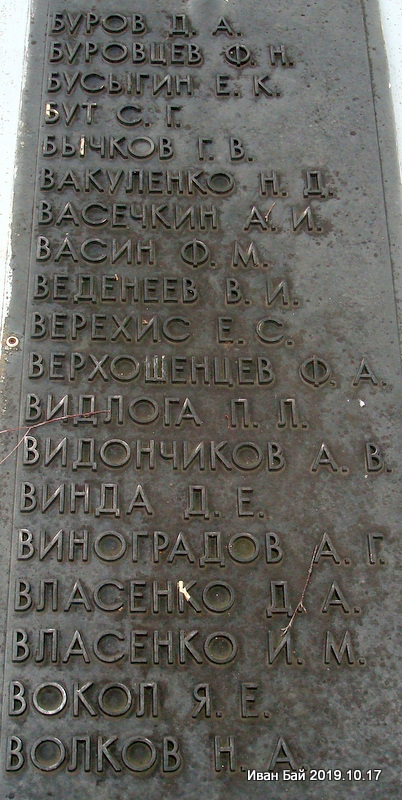 БУРОВ Д. А.
БУРОВЦЕВ Ф. Н.
БУСЫГИН Е. К.
БУТ С. Г.
БЫЧКОВ Г. В.
ВАКУЛЕНКО Н. Д.
ВАСЕЧКИН А. И.
ВАСИН Ф. М.
ВЕДЕНЕЕВ В. И.
ВЕРЕХИС Е. С.
ВЕРХОШЕНЦЕВ Ф. А.
ВИДЛОГА П. П.
ВИДОНЧИКОВ А. В.
ВИНДА Д. Е.
ВИНОГРАДОВ А. Г.
ВЛАСЕНКО Д. А.
ВЛАСЕНКО И. М.
ВОКОЛ Я. Е.
ВОЛКОВ Н. А.
Иван Бай 2019.10.17